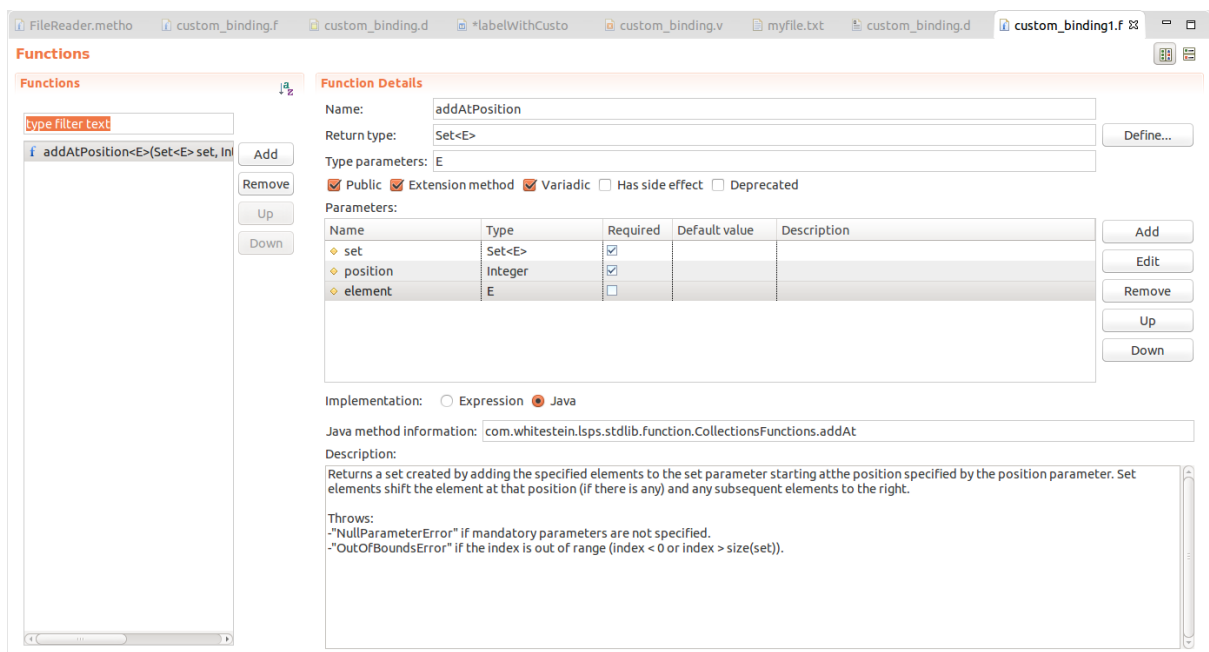 FileReader.metho custom_binding.f custom_binding.d *labelWithCusto custom_binding.v myfile.txt custom_binding.d custom_binding1.f
Functions
Functions
type filter text
addAtPosition<E>(Set<E> set, Int
Add
Remove
Up
Down
Function Details
Name: addAtPosition
Return type: Set<E> Define...
Type parameters: E
Public Extension method Variadic Has side effect Deprecated
Parameters:
Name Type Required Default value Description
set Set<E>
position Integer
element E
Add
Edit
Remove
Up
Down
Implementation: Expression Java
Java method information: com.whitestein.lsps.stdlib.function.CollectionsFunctions.addAt
Description:
Returns a set created by adding the specified elements to the set parameter starting atthe position specified by the position parameter. Set
elements shift the element at that position (if there is any) and any subsequent elements to the right.
Throws:
-"NullParameterError" if mandatory parameters are not specified.
-"OutOfBoundsError" if the index is out of range (index < 0 or index > size(set)).